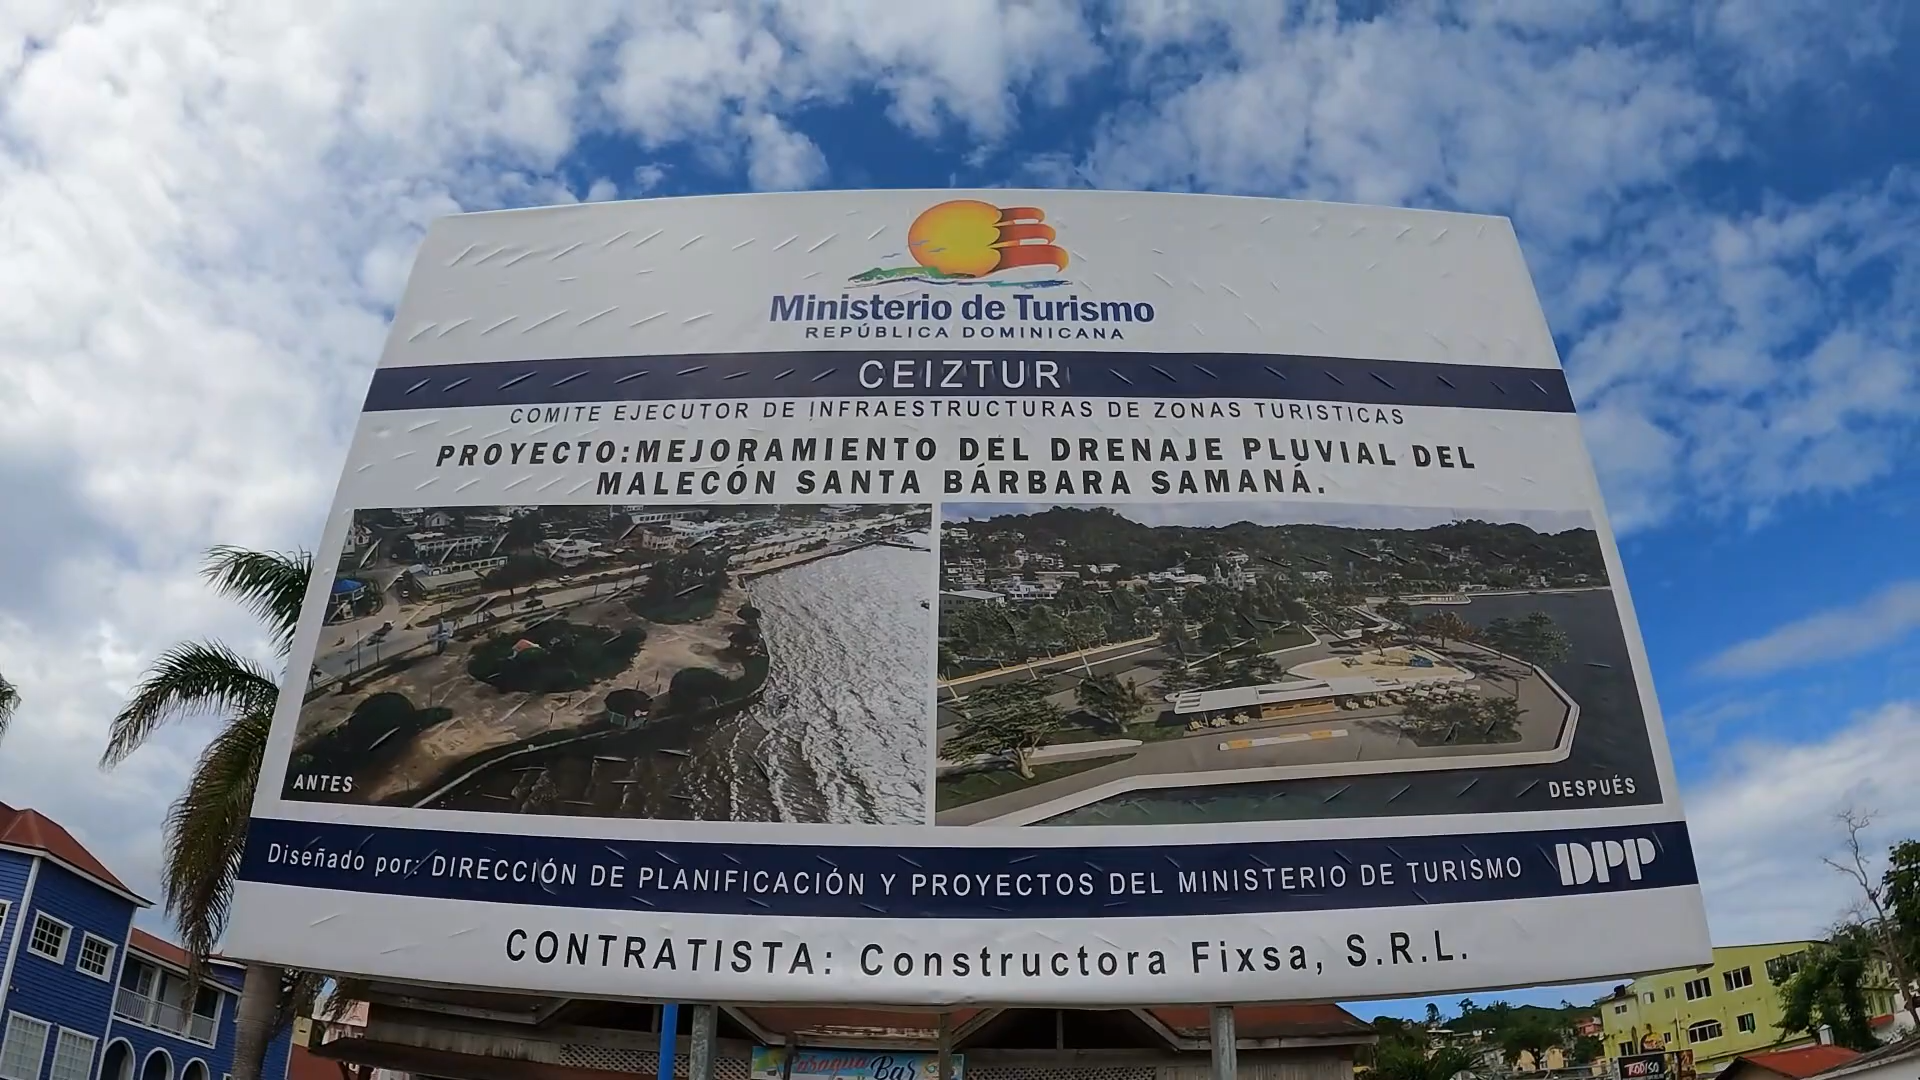 Ministerio de Turismo
REPÚBLICA DOMINICANA
CEIZTUR
COMITE EJECUTOR DE INFRAESTRUCTURAS DE ZONAS TURISTICAS
PROYECTO:MEJORAMIENTO DEL DRENAJE PLUVIAL DEL
MALECÓN SANTA BÁRBARA SAMANÁ.
ANTES
DESPUÉS
Diseñado por: DIRECCIÓN DE PLANIFICACIÓN Y PROYECTOS DEL MINISTERIO DE TURISMO
DPP
CONTRATISTA: Constructora Fixsa, S.R.L.
Bar